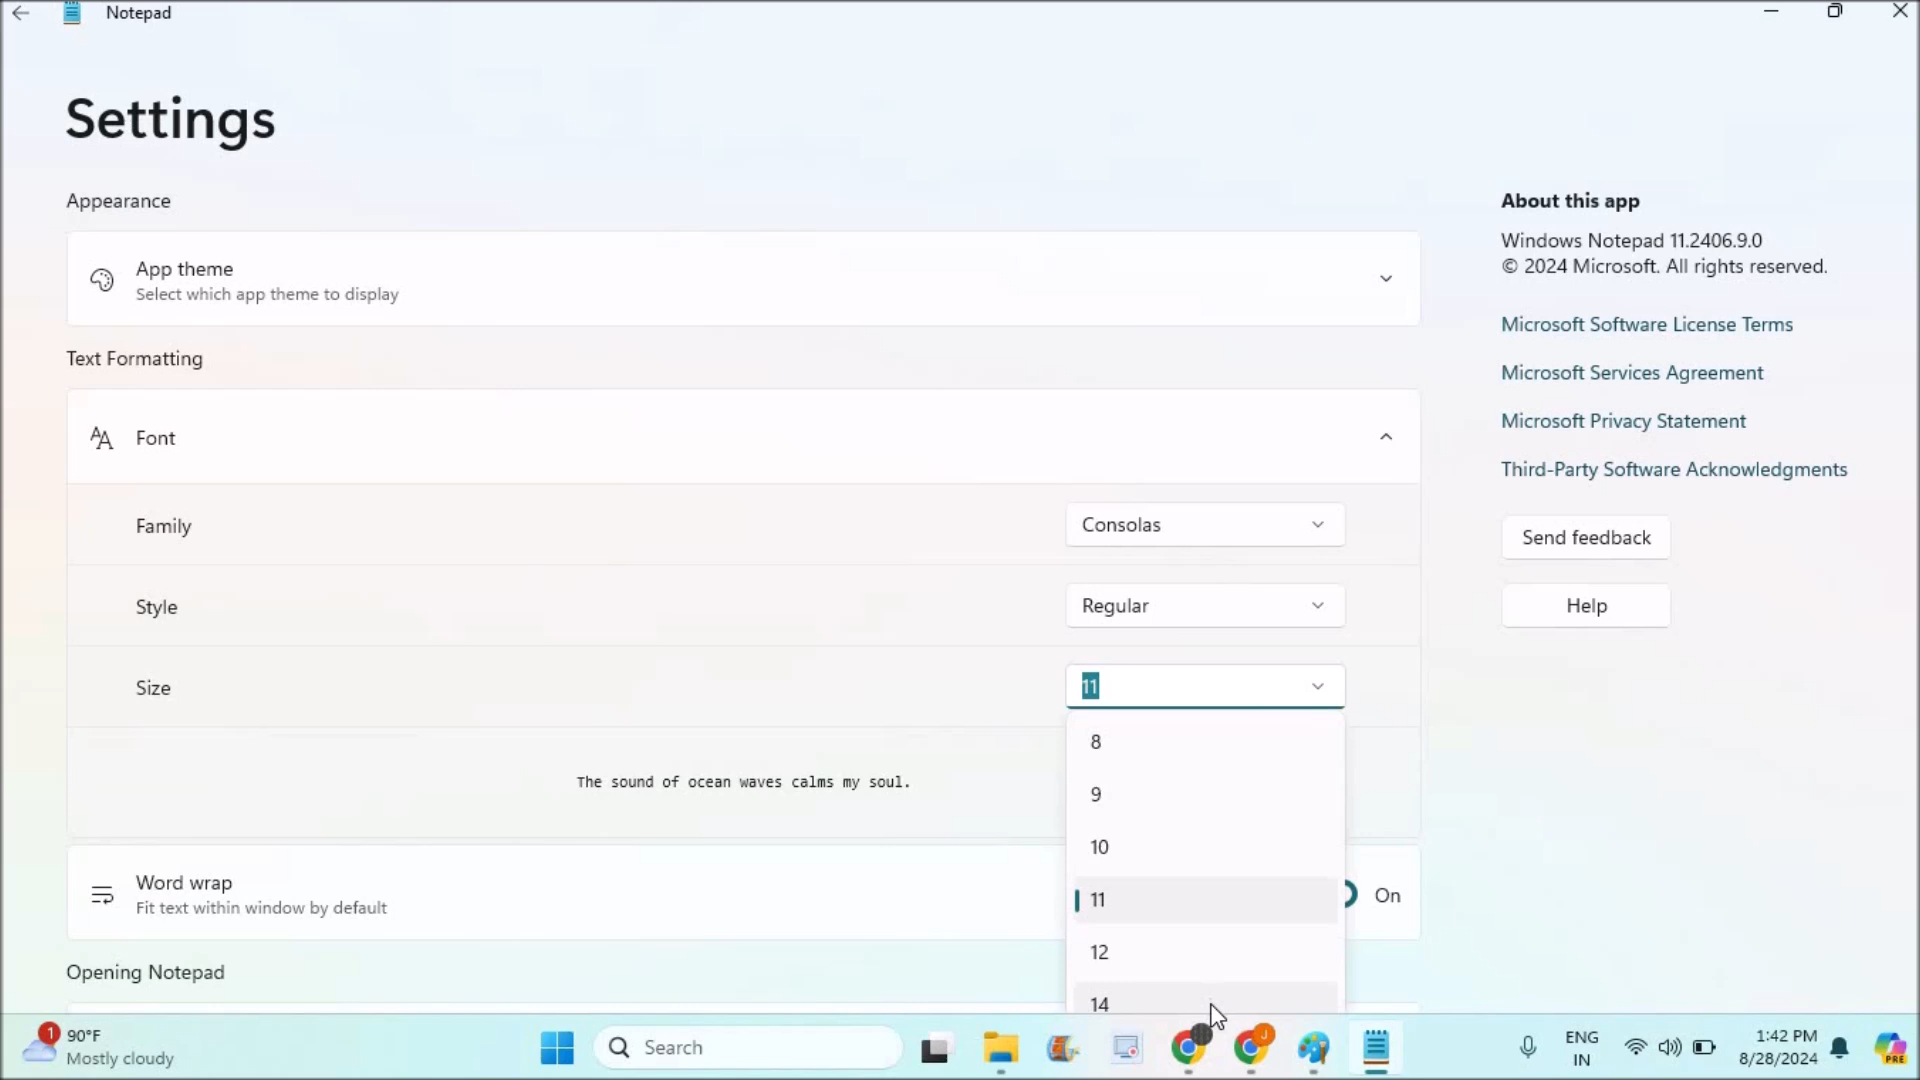 Notepad
Settings
Appearance
App theme
Select which app theme to display
Text Formatting
Font
Family
Consolas
Style
Regular
Size
11
8
9
10
11
12
14
The sound of ocean waves calms my soul.
Word wrap
Fit text within window by default
On
Opening Notepad
About this app
Windows Notepad 11.2406.9.0
© 2024 Microsoft. All rights reserved.
Microsoft Software License Terms
Microsoft Services Agreement
Microsoft Privacy Statement
Third-Party Software Acknowledgments
Send feedback
Help
1
90°F
Mostly cloudy
Search
J
ENG
IN
1:42 PM
8/28/2024
PRE